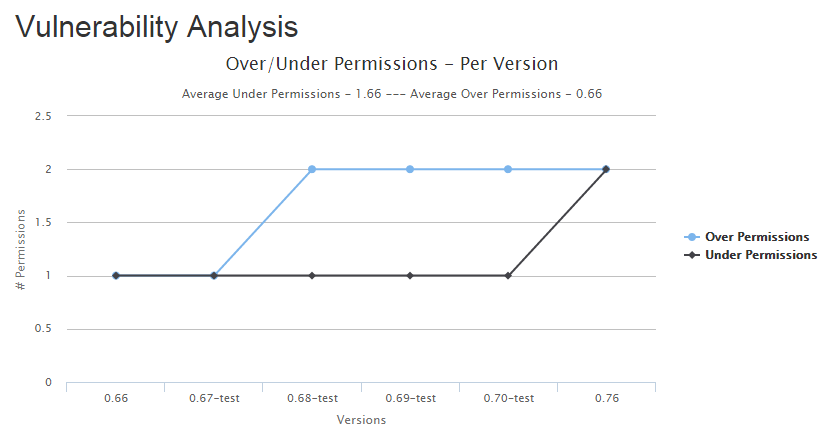 Vulnerability Analysis
Over/Under Permissions - Per Version
Average Under Permissions - 1.66 --- Average Over Permissions - 0.66
2.5
2
1.5
1
0.5
0
# Permissions
0.66
0.67-test
0.68-test
0.69-test
0.70-test
0.76
Versions
Over Permissions
Under Permissions